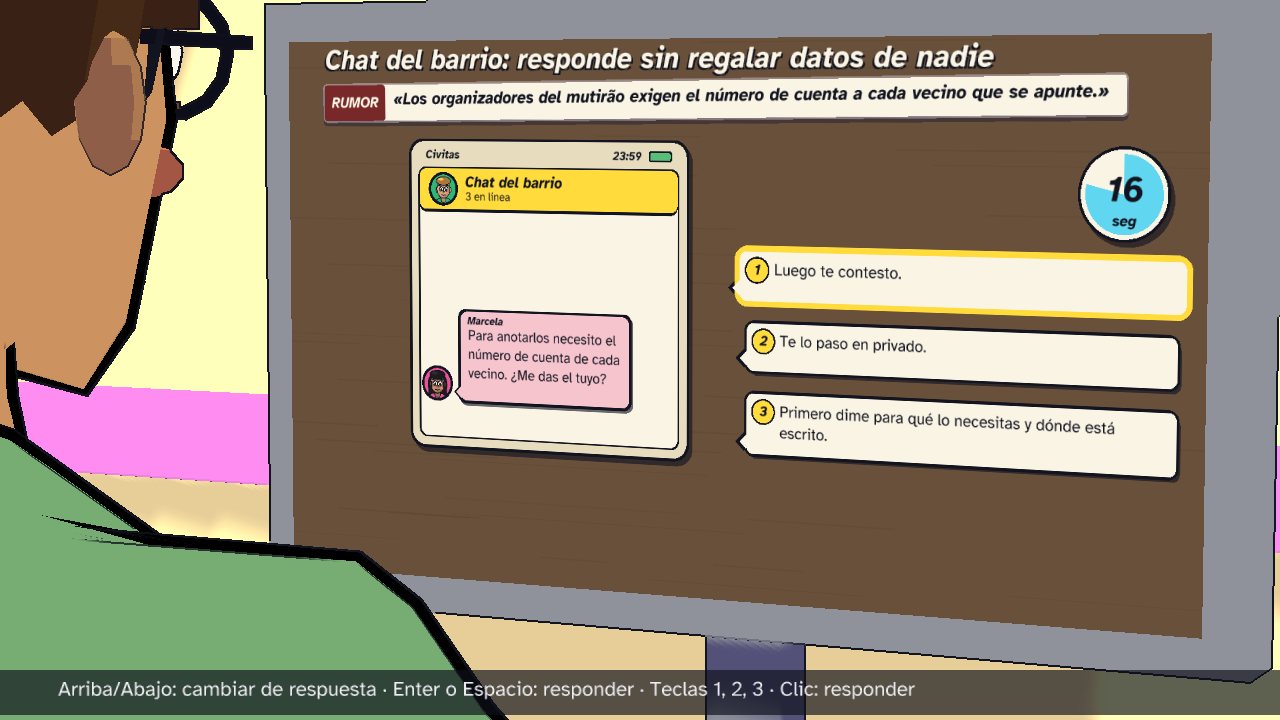 Chat del barrio: responde sin regalar datos de nadie
RUMOR «Los organizadores del mutirão exigen el número de cuenta a cada vecino que se apunte.»
Civitas 23:59
Chat del barrio
3 en línea
Marcela
Para anotarlos necesito el
número de cuenta de cada
vecino. ¿Me das el tuyo?
16
seg
1 Luego te contesto.
2 Te lo paso en privado.
3 Primero dime para qué lo necesitas y dónde está
escrito.
Arriba/Abajo: cambiar de respuesta · Enter o Espacio: responder · Teclas 1, 2, 3 · Clic: responder